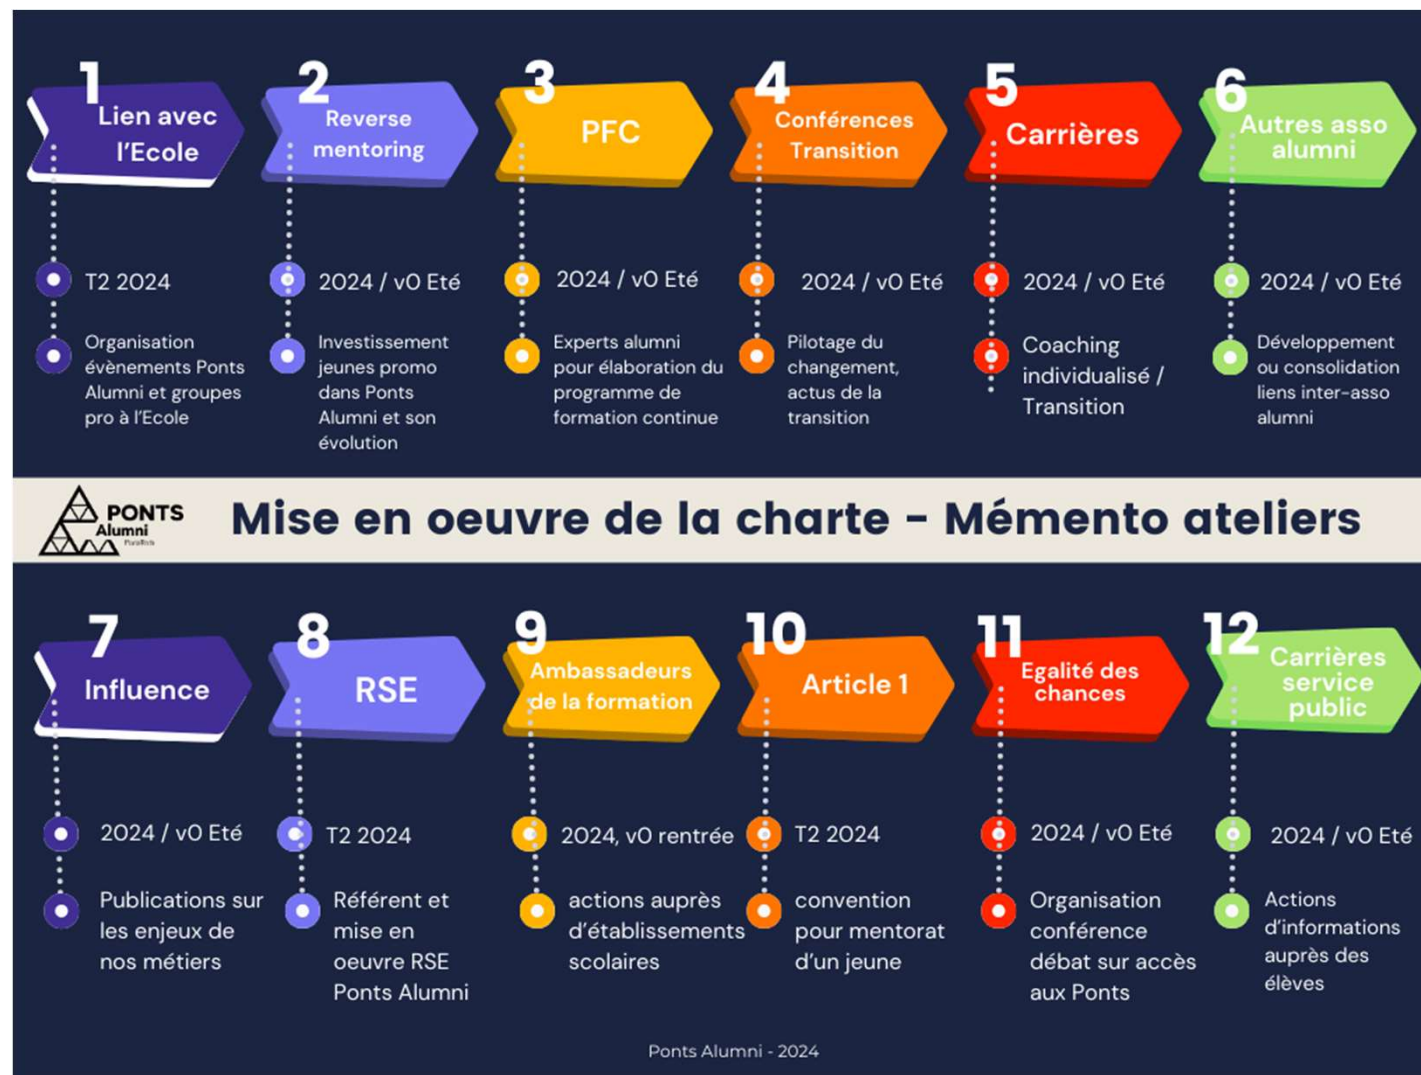 1
Lien avec
l'Ecole
T2 2024
Organisation
évènements Ponts
Alumni et groupes
pro à l'Ecole
2
Reverse
mentoring
2024 / v0 Eté
Investissement
jeunes promo
dans Ponts
Alumni et son
évolution
3
PFC
2024 / v0 Eté
Experts alumni
pour élaboration du
programme de
formation continue
4
Conférences
Transition
2024 / v0 Eté
Pilotage du
changement,
actus de la
transition
5
Carrières
2024 / v0 Eté
Coaching
individualisé /
Transition
6
Autres asso
alumni
2024 / v0 Eté
Développement
ou consolidation
liens inter-asso
alumni
PONTS
Alumni
Mise en oeuvre de la charte - Mémento ateliers
7
Influence
2024 / v0 Eté
Publications sur
les enjeux de
nos métiers
8
RSE
T2 2024
Référent et
mise en
oeuvre RSE
Ponts Alumni
9
Ambassadeurs
de la formation
2024, v0 rentrée
actions auprès
d'établissements
scolaires
10
Article 1
T2 2024
convention
pour mentorat
d'un jeune
11
Egalité des
chances
2024 / v0 Eté
Organisation
conférence
débat sur accès
aux Ponts
12
Carrières
service
public
2024 / v0 Eté
Actions
d'informations
auprès des
élèves
Ponts Alumni - 2024